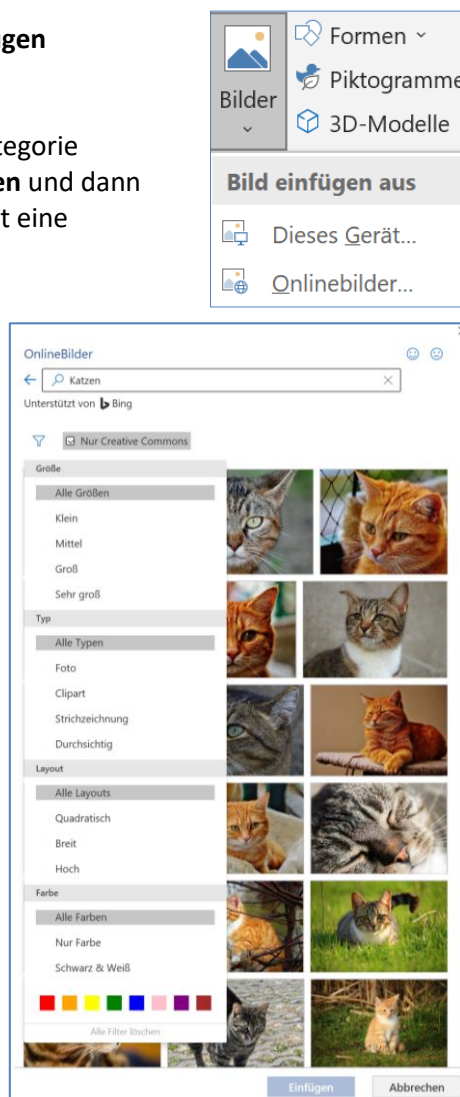 Formen
Piktogramme
Bilder
3D-Modelle
Bild einfügen aus
Dieses Gerät...
Onlinebilder...
en und dann
t eine
OnlineBilder
Katzen
Unterstützt von Bing
Nur Creative Commons
Größe
Alle Größen
Klein
Mittel
Groß
Sehr groß
Typ
Alle Typen
Foto
Clipart
Strichzeichnung
Durchsichtig
Layout
Alle Layouts
Quadratisch
Breit
Hoch
Farbe
Alle Farben
Nur Farbe
Schwarz & Weiß
Alle Filter löschen
Einfügen Abbrechen